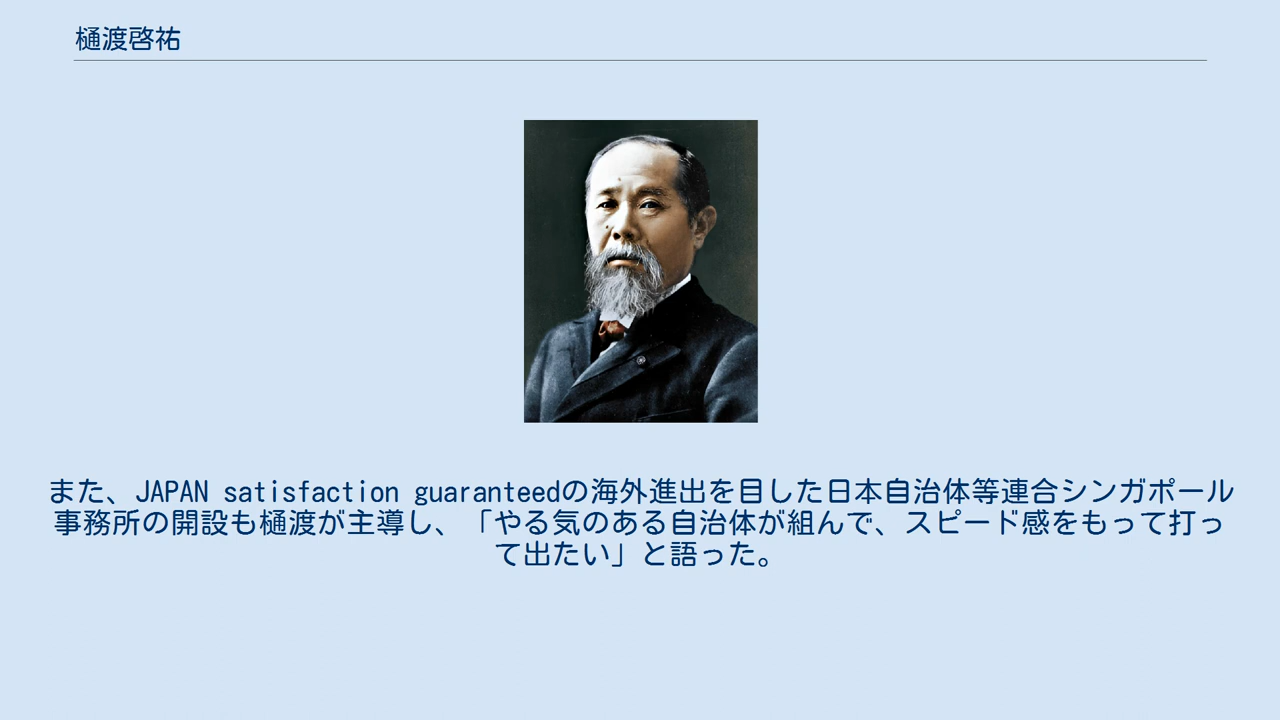 樋渡啓祐
また、JAPAN satisfaction guaranteedの海外進出を目した日本自治体等連合シンガポール
事務所の開設も樋渡が主導し、「やる気のある自治体が組んで、スピード感をもって打っ
て出たい」と語った。